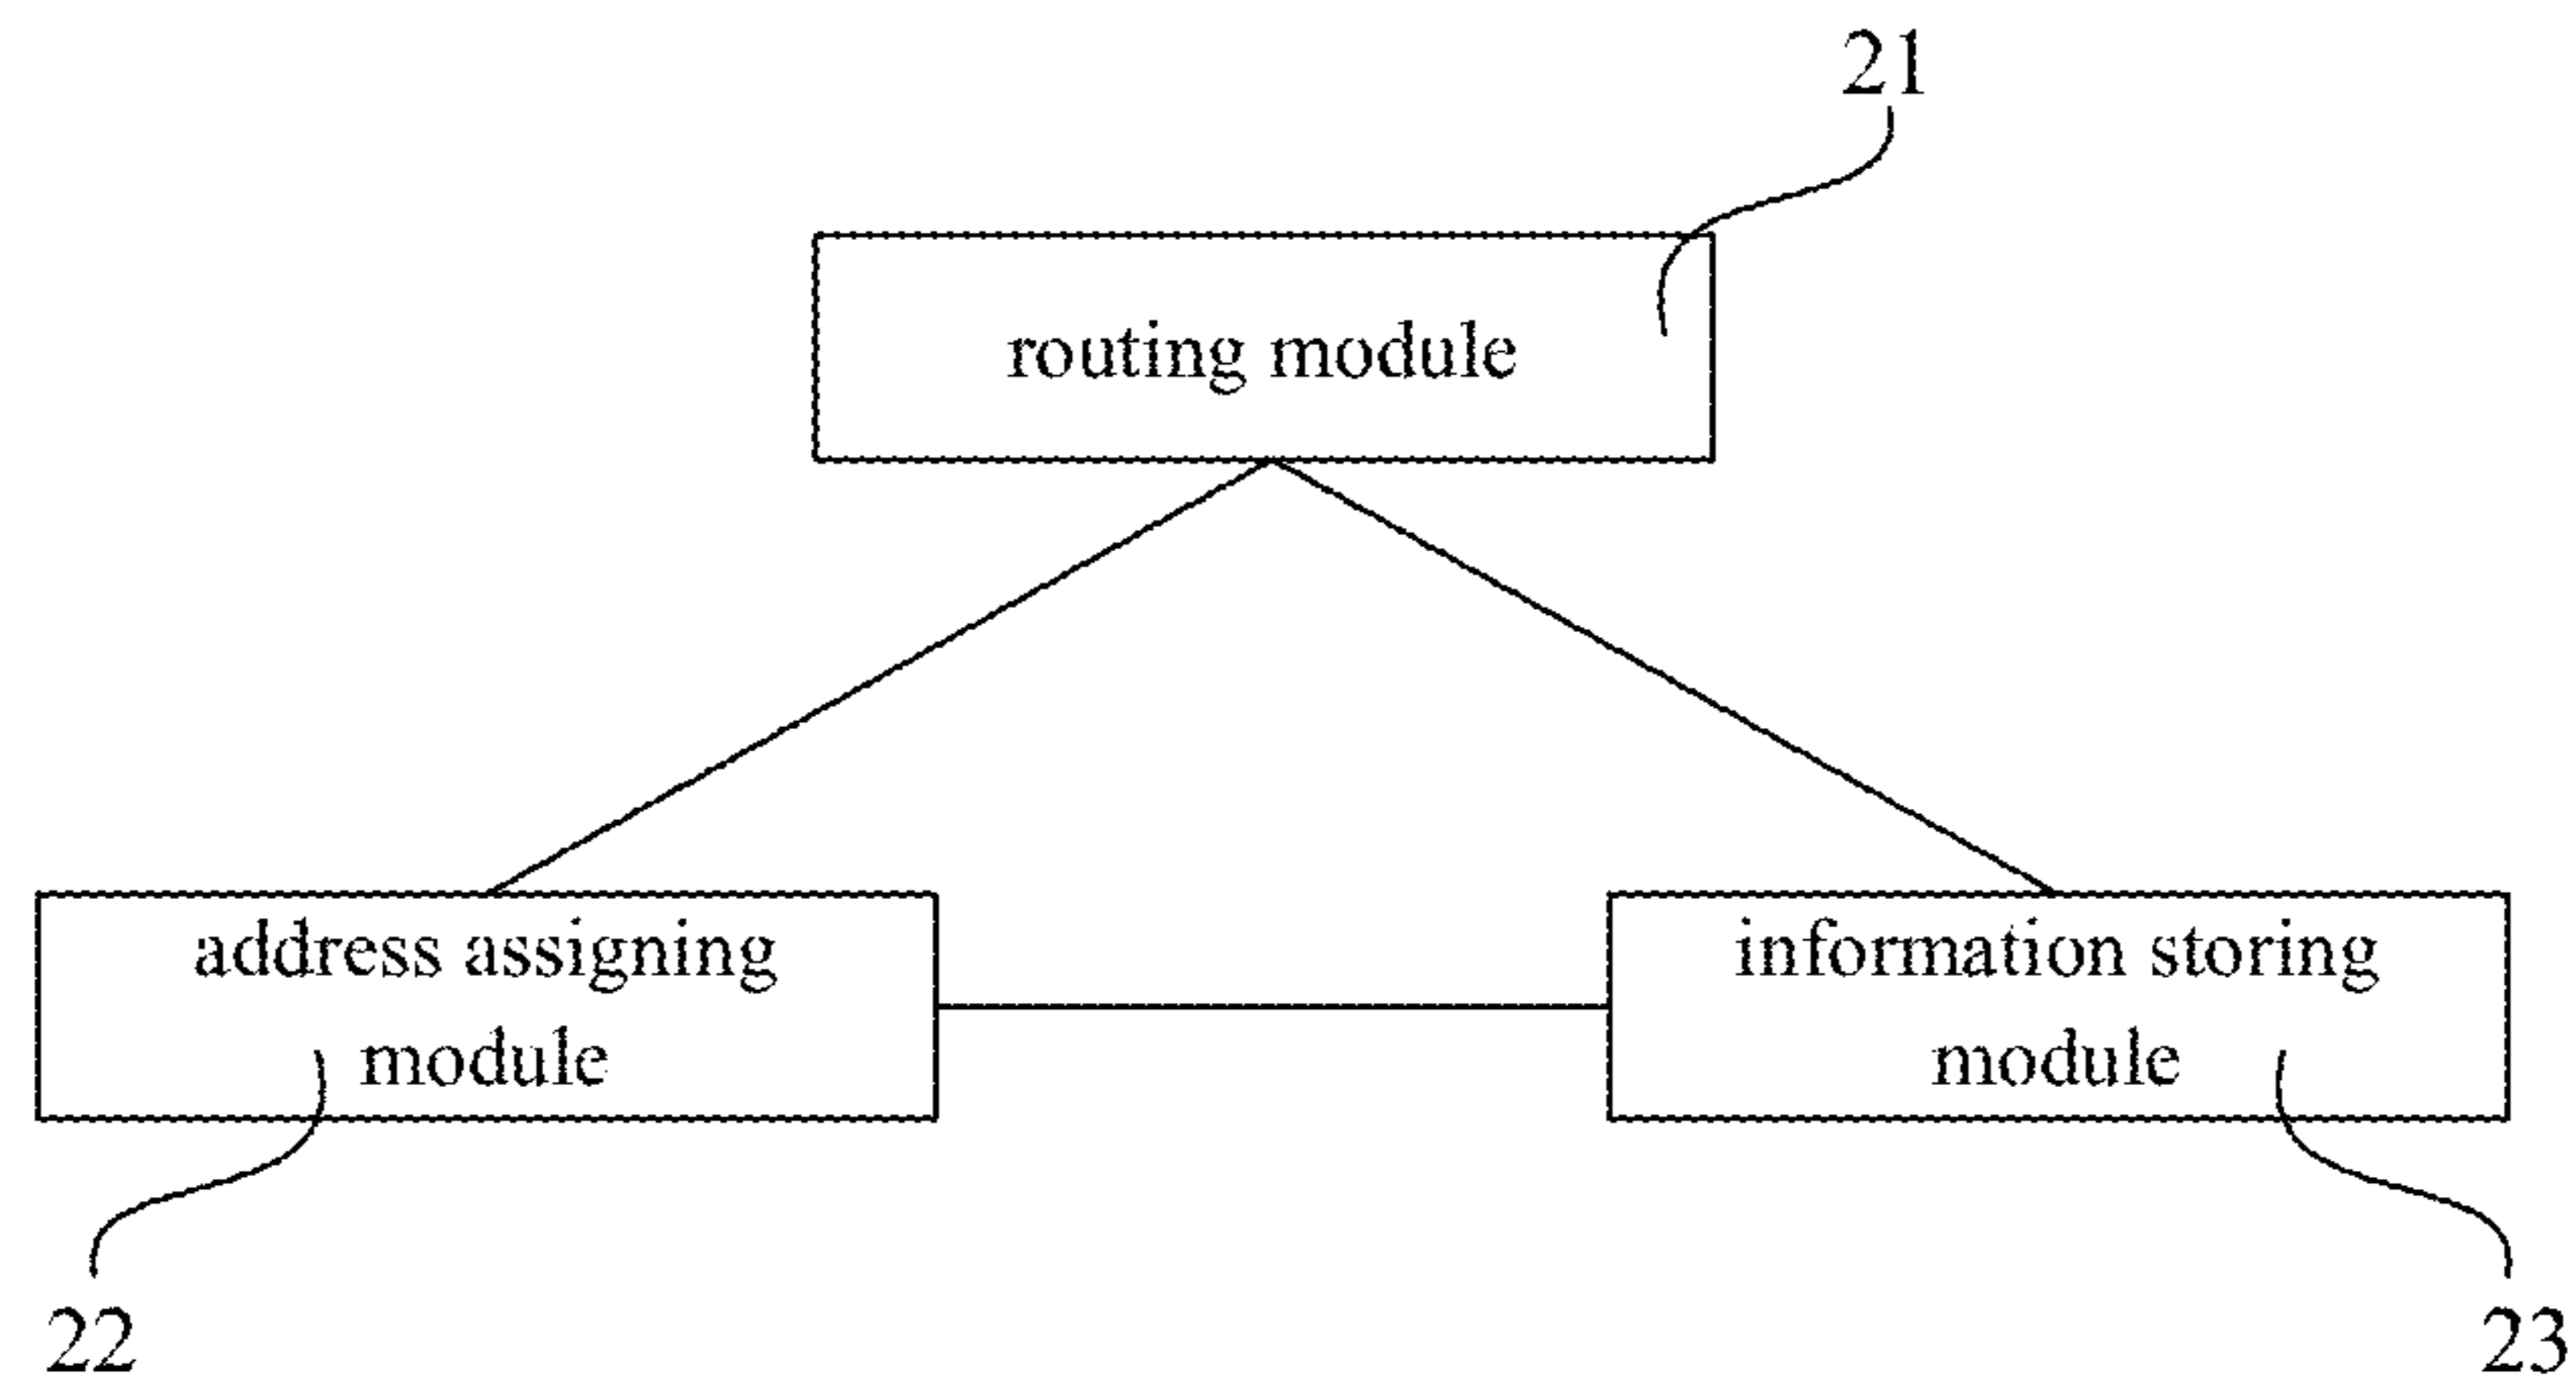 21
routing module
address assigning
module
information storing
module
22
23